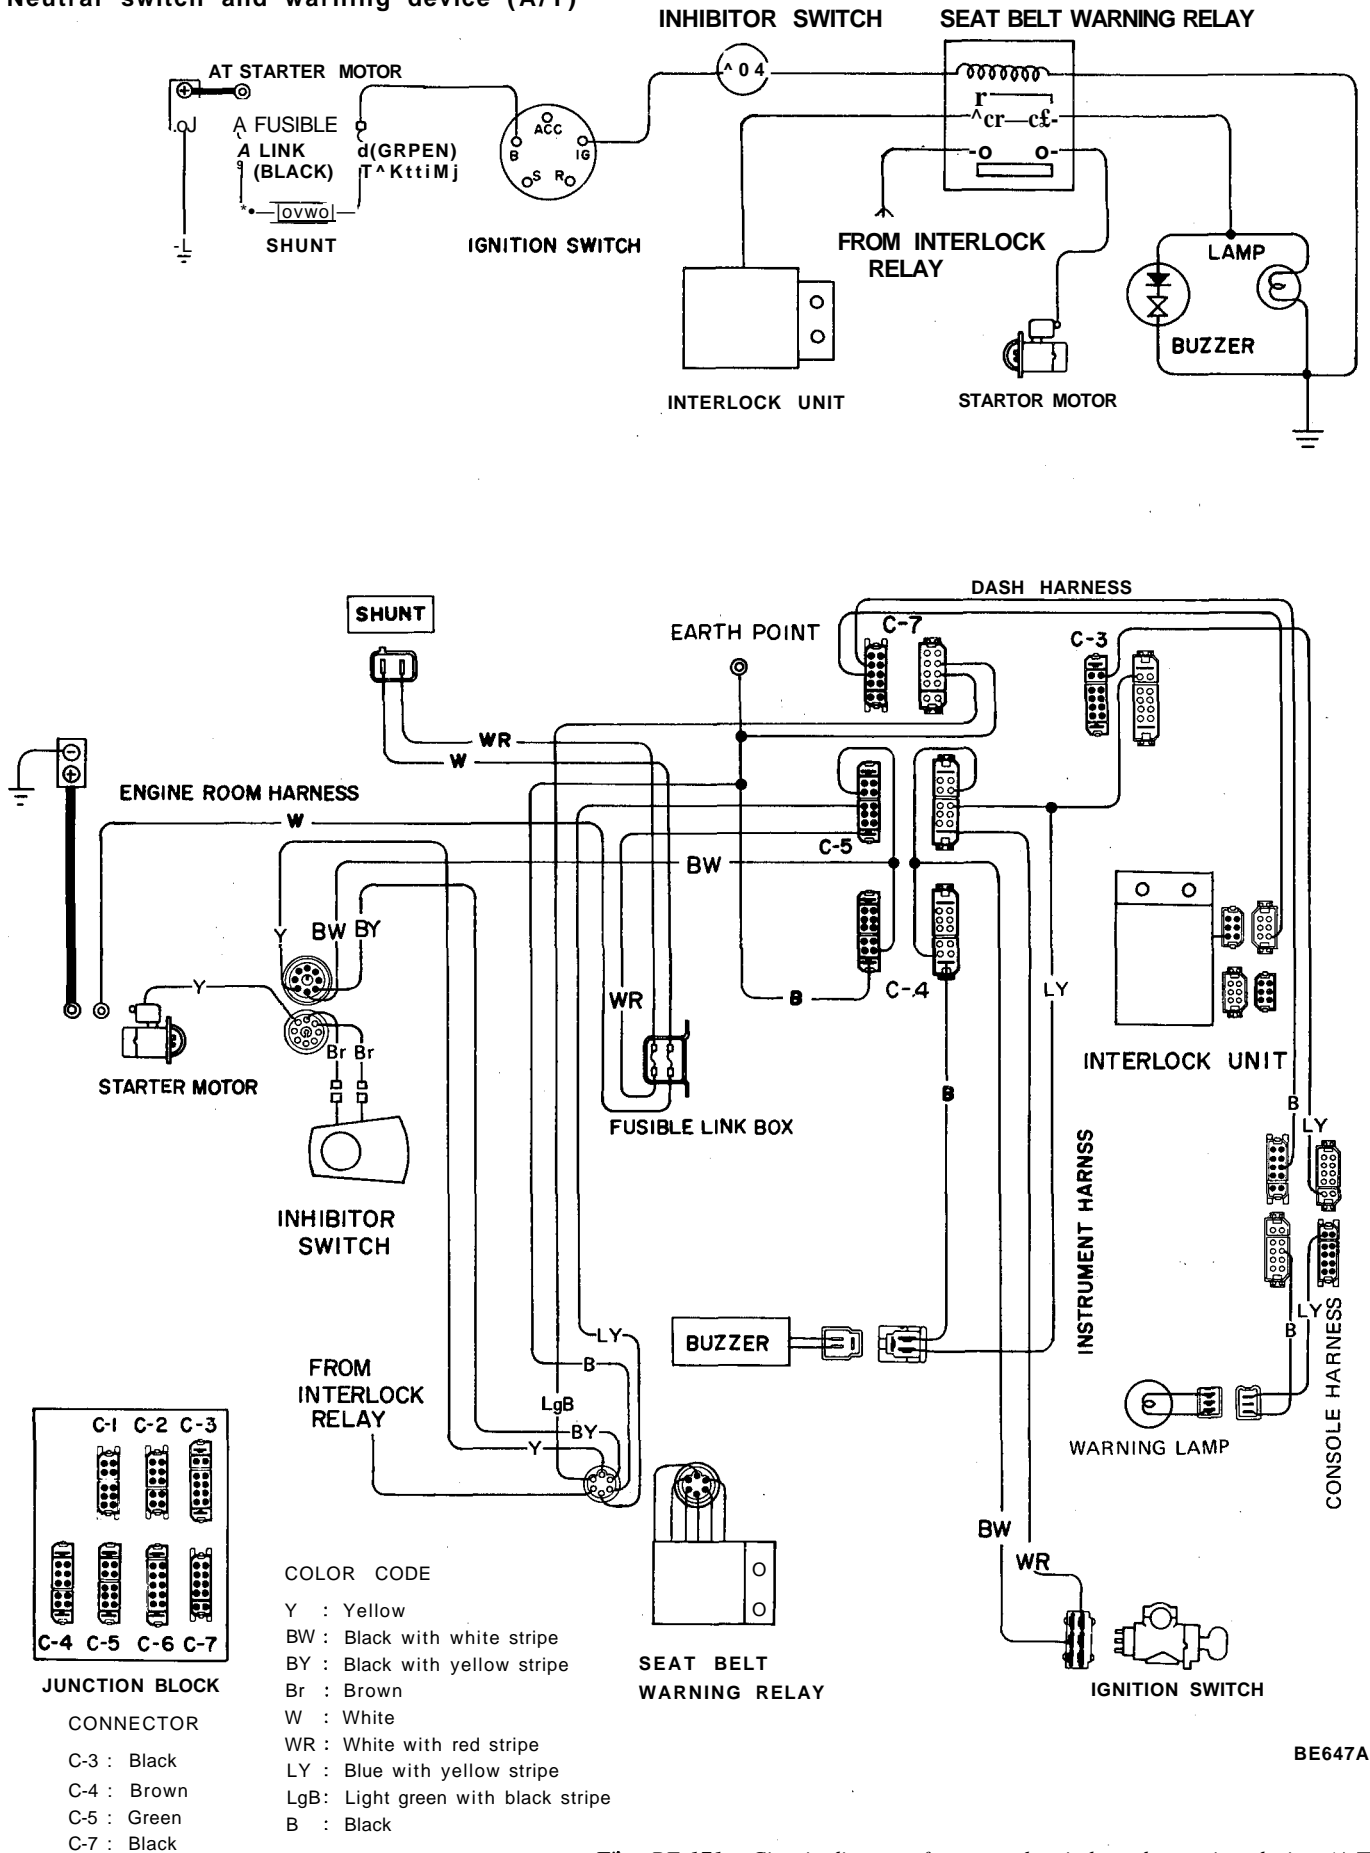 Neutral switch and warning device (A/T)
INHIBITOR SWITCH
SEAT BELT WARNING RELAY
AT STARTER MOTOR
^ 0 4
A FUSIBLE
A LINK
(BLACK)
d(GRPEN)
T^KttiMj
ovwo
SHUNT
ACC
B
IG
S
R
IGNITION SWITCH
r
^cr—c£-
-o o-
FROM INTERLOCK
RELAY
LAMP
BUZZER
INTERLOCK UNIT
STARTOR MOTOR
DASH HARNESS
SHUNT
EARTH POINT
C-7
C-3
WR
W
ENGINE ROOM HARNESS
W
C-5
BW
Y
BW
BY
Y
WR
B
C-4
LY
Br
Br
STARTER MOTOR
INTERLOCK UNIT
FUSIBLE LINK BOX
B
B
LY
INHIBITOR
SWITCH
INSTRUMENT HARNSS
LY
B
BUZZER
LY
B
CONSOLE HARNESS
FROM
INTERLOCK
RELAY
LgB
BY
Y
WARNING LAMP
C-1 C-2 C-3
C-4 C-5 C-6 C-7
JUNCTION BLOCK
BW
WR
SEAT BELT
WARNING RELAY
IGNITION SWITCH
CONNECTOR
C-3 : Black
C-4 : Brown
C-5 : Green
C-7 : Black
COLOR CODE
Y : Yellow
BW : Black with white stripe
BY : Black with yellow stripe
Br : Brown
W : White
WR : White with red stripe
LY : Blue with yellow stripe
LgB: Light green with black stripe
B : Black
BE647A